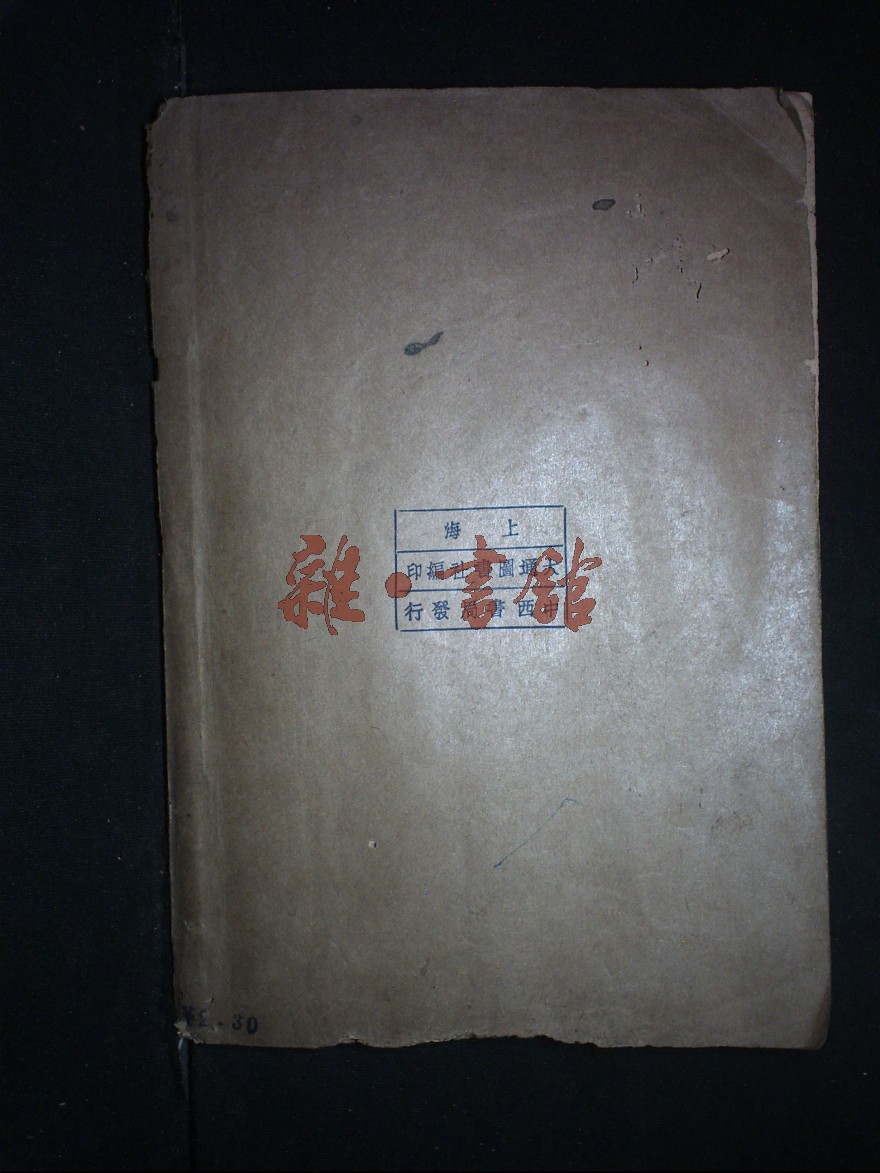 上海
大通圖書社編印
中西書局發行
雜·書館
2.30